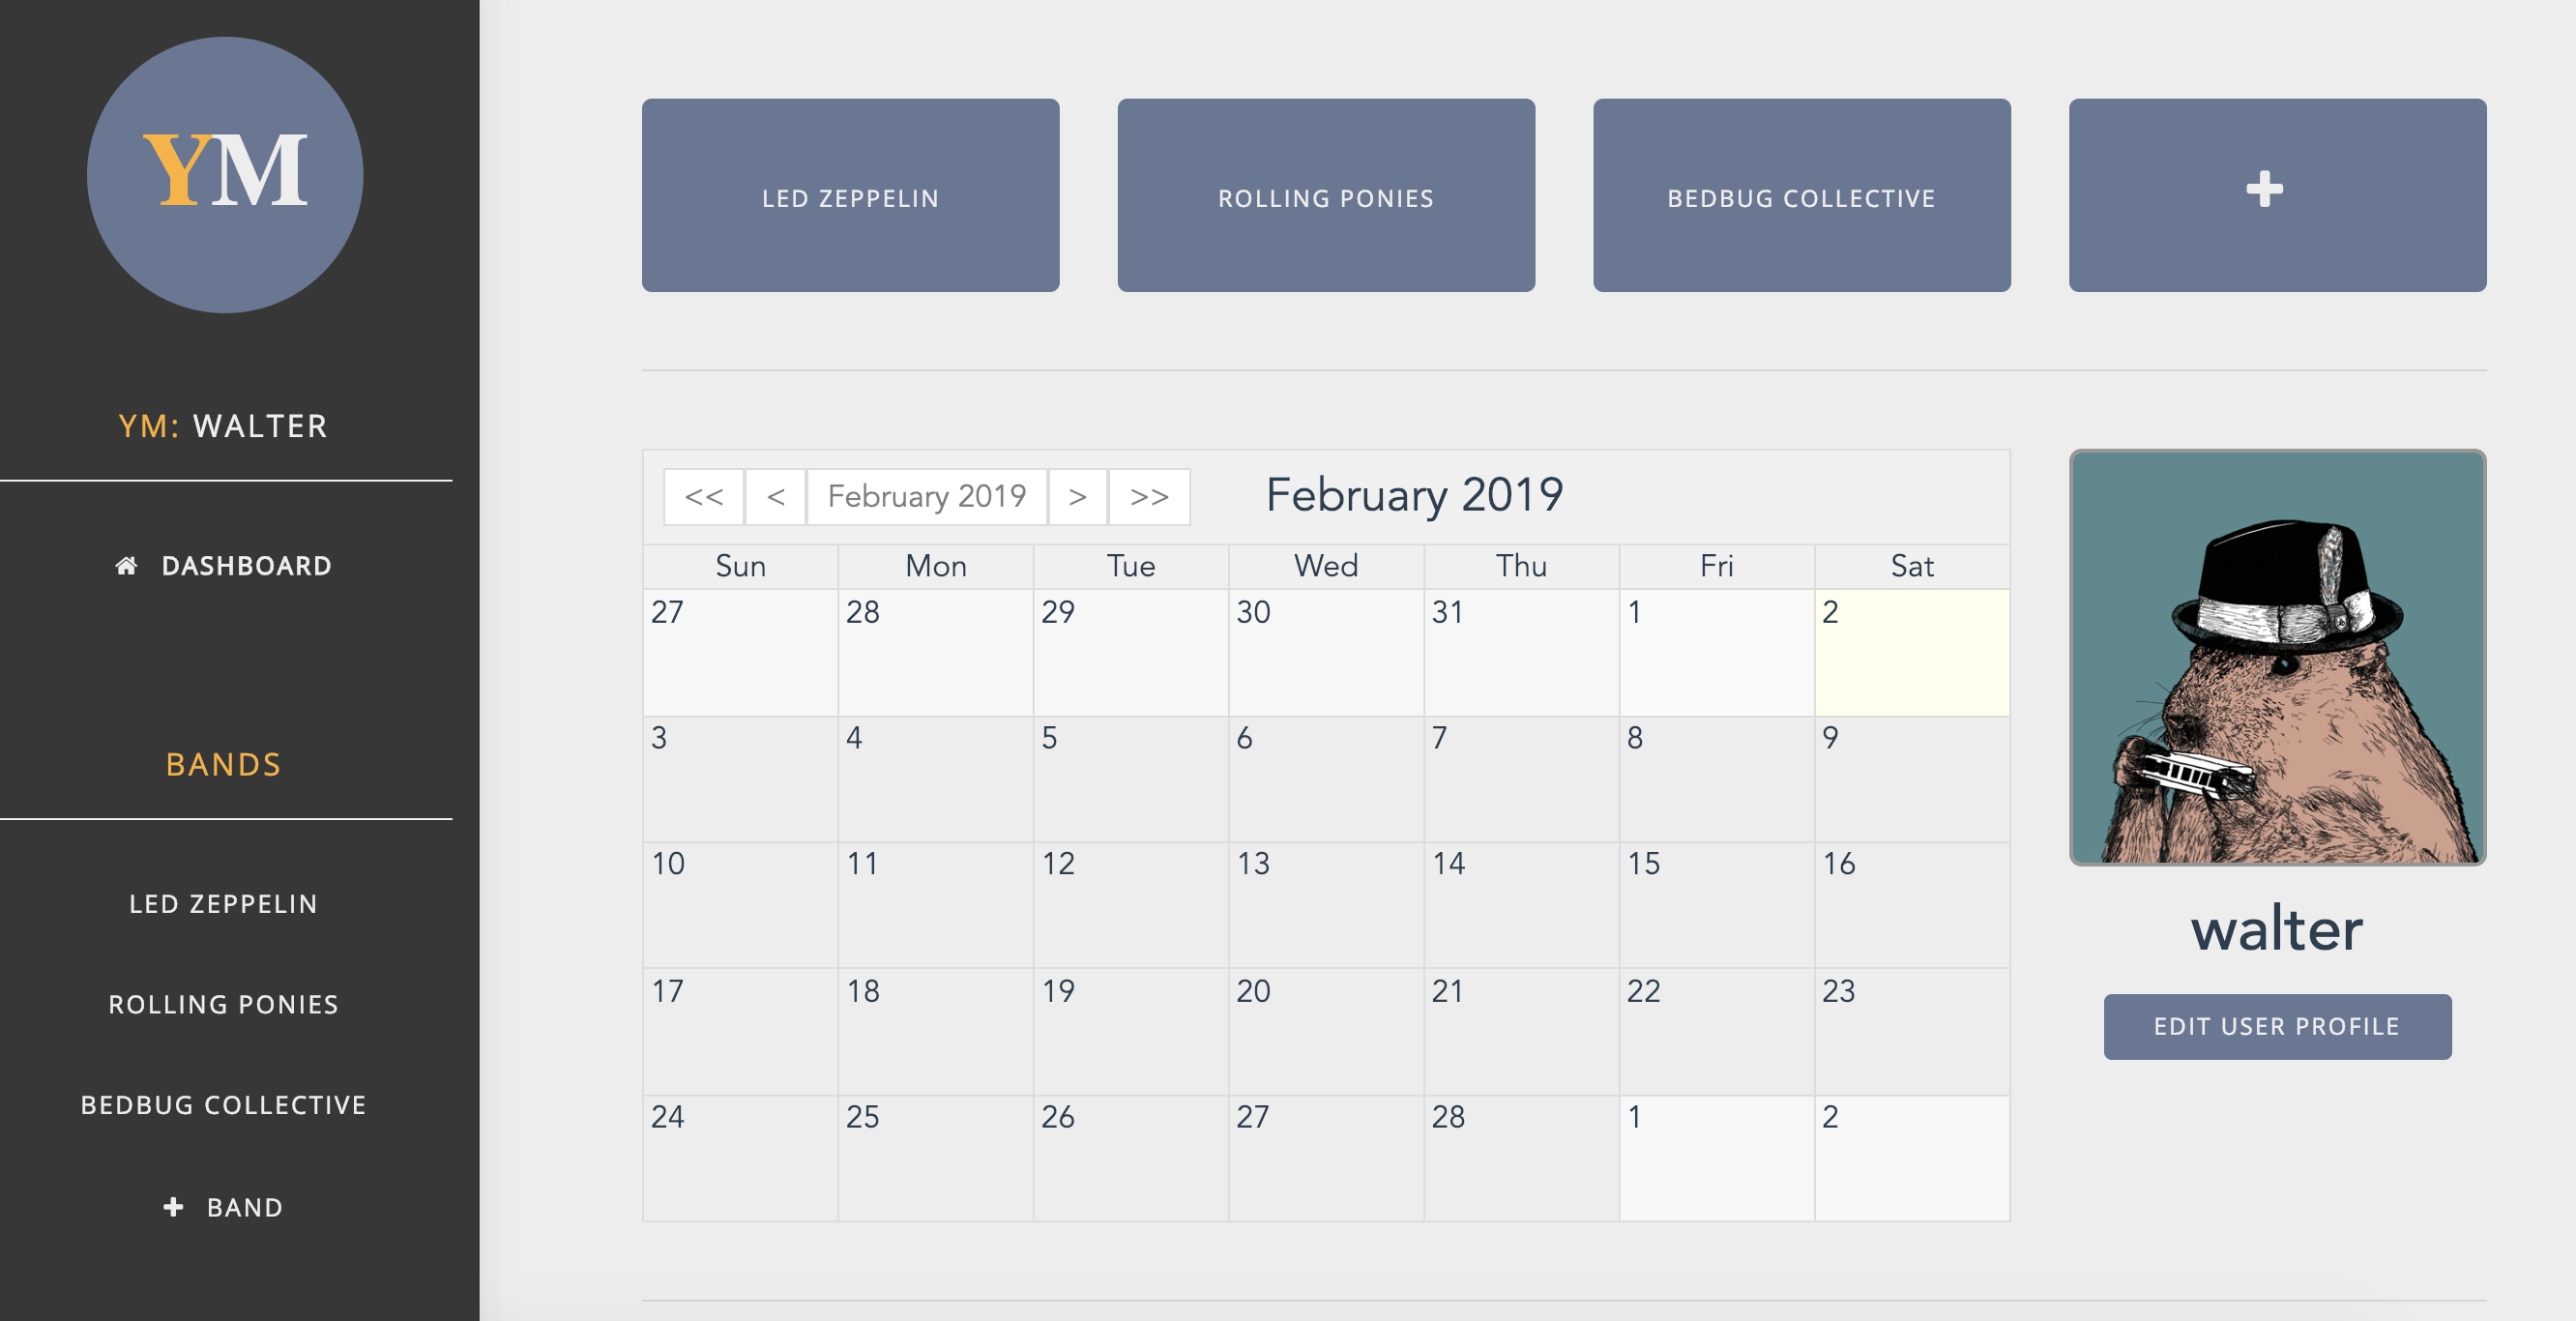 YM
YM: WALTER
DASHBOARD
BANDS
LED ZEPPELIN
ROLLING PONIES
BEDBUG COLLECTIVE
BAND
LED ZEPPELIN ROLLING PONIES BEDBUG COLLECTIVE
<< < February 2019 > >> February 2019
Sun Mon Tue Wed Thu Fri Sat
27 28 29 30 31 1 2
3 4 5 6 7 8 9
10 11 12 13 14 15 16
17 18 19 20 21 22 23
24 25 26 27 28 1 2
walter
EDIT USER PROFILE